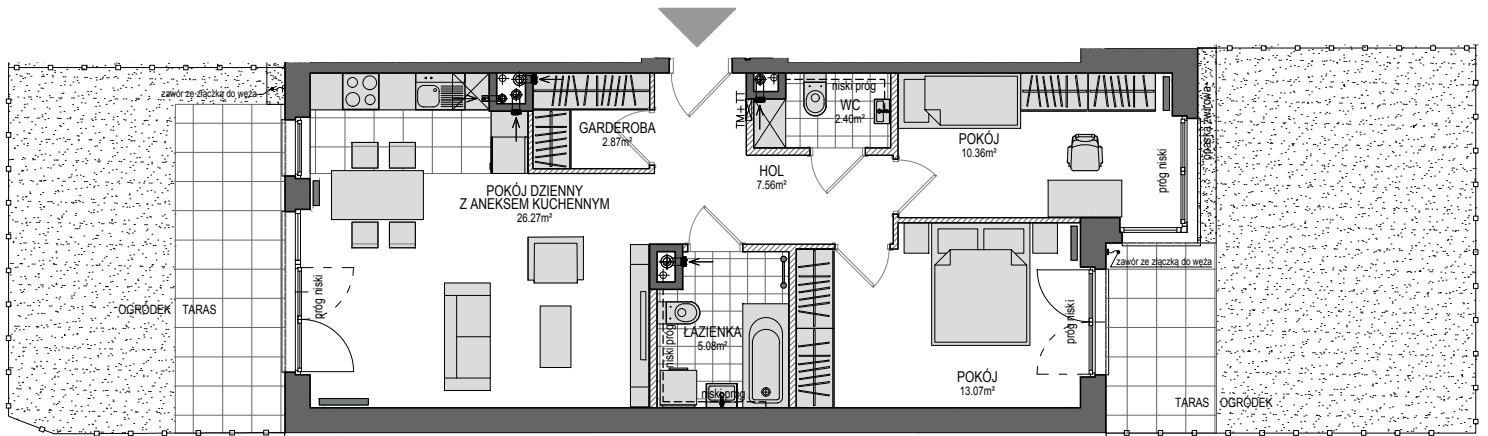 zawór ze złączką do węża
GARDEROBA
2.87m²
TM+TT
niski próg
WC
2.40m²
POKÓJ
10.36m²
próg niski
opaska żwirowa
HOL
7.56m²
POKÓJ DZIENNY
Z ANEKSEM KUCHENNYM
26.27m²
zawór ze złączką do węża
OGRÓDEK
TARAS
próg niski
ŁAZIENKA
5.08m²
niski próg
niski próg
próg niski
POKÓJ
13.07m²
TARAS
OGRÓDEK